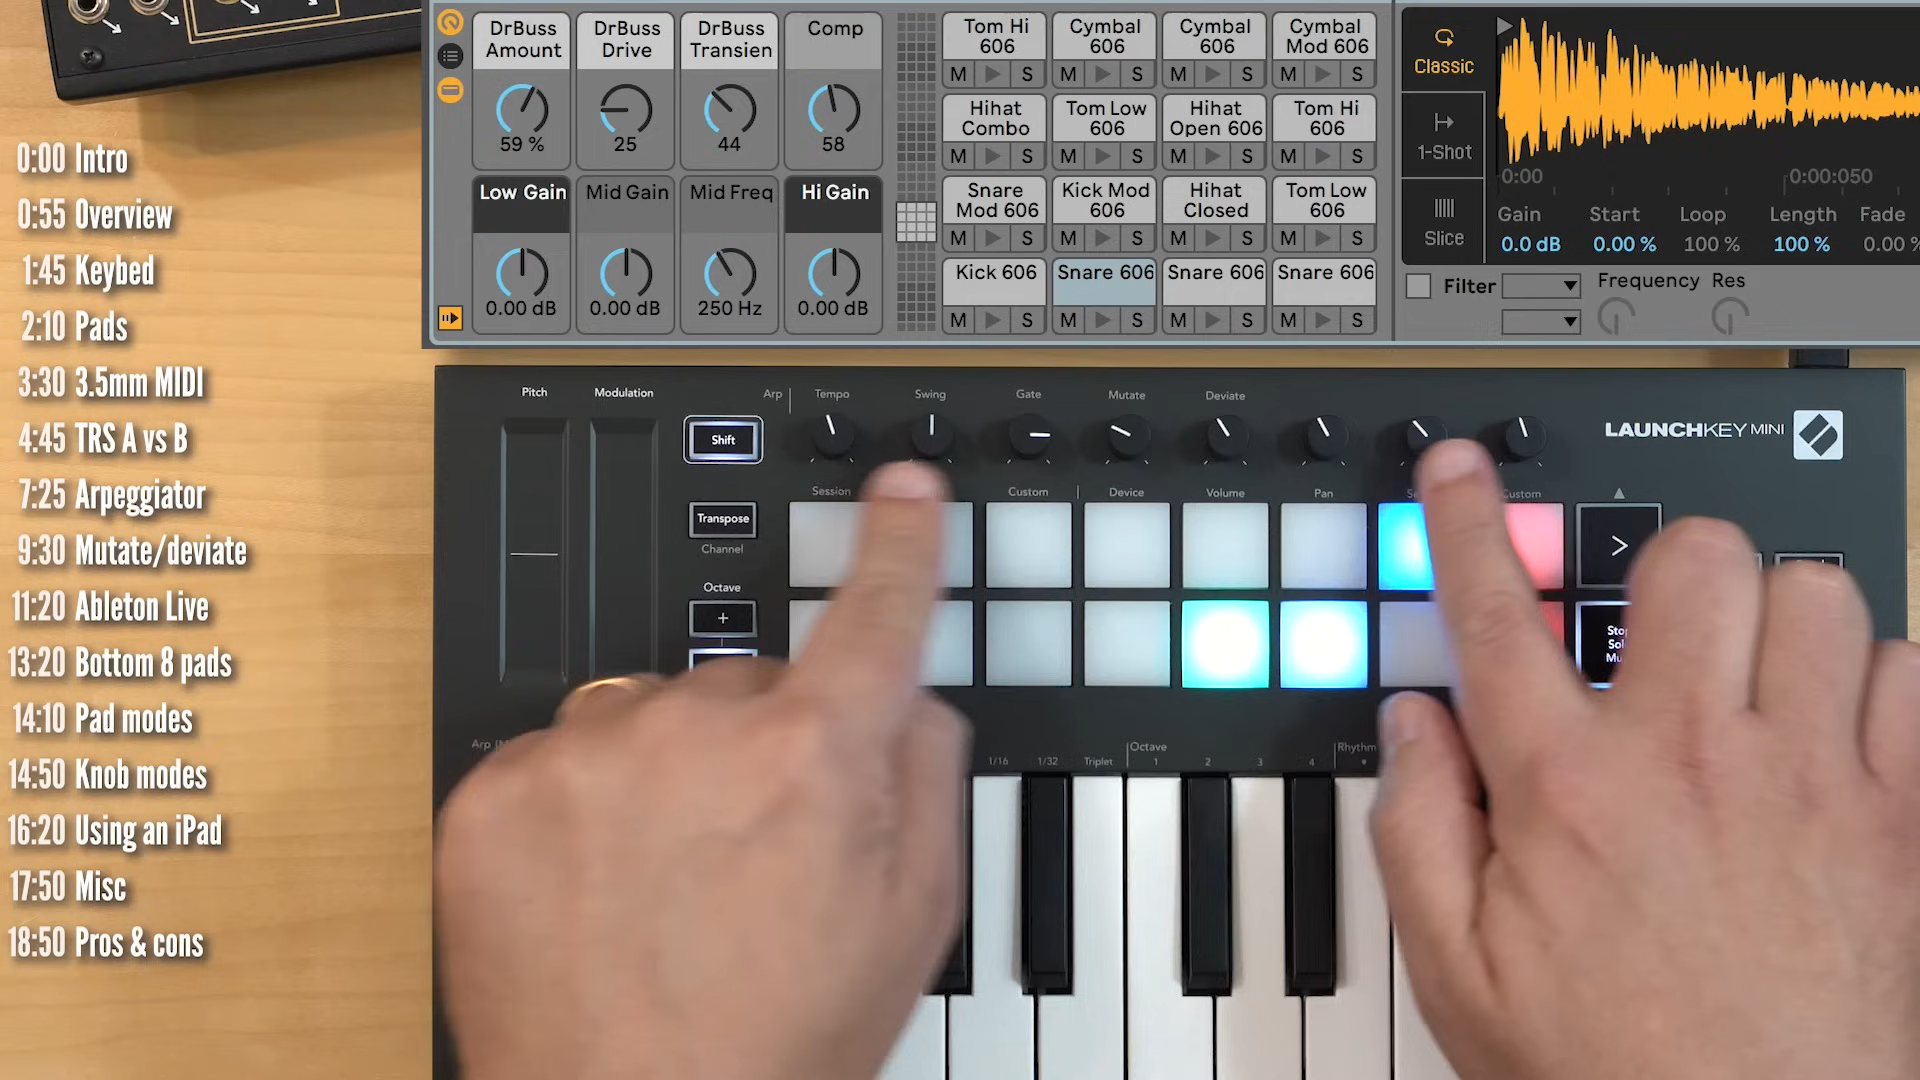 0:00 Intro
0:55 Overview
1:45 Keybed
2:10 Pads
3:30 3.5mm MIDI
4:45 TRS A vs B
7:25 Arpeggiator
9:30 Mutate/deviate
11:20 Ableton Live
13:20 Bottom 8 pads
14:10 Pad modes
14:50 Knob modes
16:20 Using an iPad
17:50 Misc
18:50 Pros & cons
DrBuss Amount
DrBuss Drive
DrBuss Transien
Comp
59 %
25
44
58
Low Gain
Mid Gain
Mid Freq
Hi Gain
0.00 dB
0.00 dB
250 Hz
0.00 dB
Tom Hi 606
Cymbal 606
Cymbal 606
Cymbal Mod 606
M S M S M S M S
Hihat Combo
Tom Low 606
Hihat Open 606
Tom Hi 606
M S M S M S M S
Snare Mod 606
Kick Mod 606
Hihat Closed
Tom Low 606
M S M S M S M S
Kick 606
Snare 606
Snare 606
Snare 606
M S M S M S M S
Classic
1-Shot
Slice
0:00
0:00:050
Gain Start Loop Length Fade
0.0 dB 0.00 % 100 % 100 % 0.00 %
Filter
Frequency Res
Pitch
Modulation
Arp
Tempo
Swing
Gate
Mutate
Deviate
Shift
LAUNCHKEY MINI
Session
Custom
Device
Volume
Pan
Custom
Transpose
Channel
>
Octave
+
Arp
1/16
1/32
Triplet
Octave
1
2
3
4
Rhythm